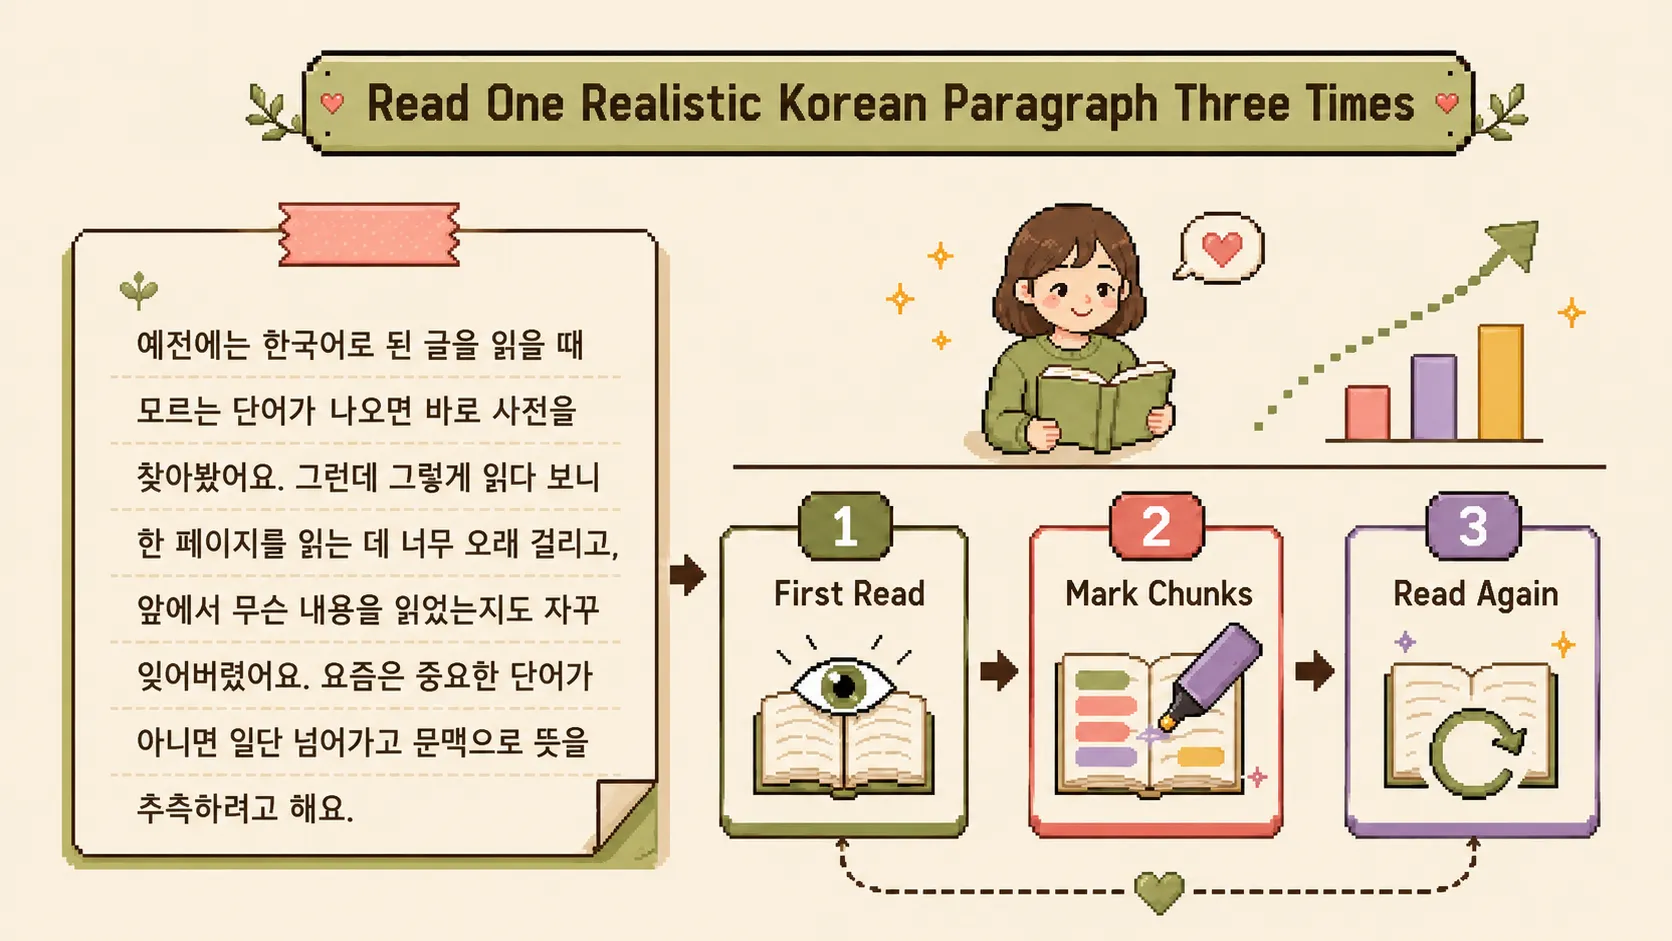 Read One Realistic Korean Paragraph Three Times
예전에는 한국어로 된 글을 읽을 때
모르는 단어가 나오면 바로 사전을
찾아봤어요. 그런데 그렇게 읽다 보니
한 페이지를 읽는 데 너무 오래 걸리고,
앞에서 무슨 내용을 읽었는지도 자꾸
잊어버렸어요. 요즘은 중요한 단어가
아니면 일단 넘어가고 문맥으로 뜻을
추측하려고 해요.
1
First Read
2
Mark Chunks
3
Read Again